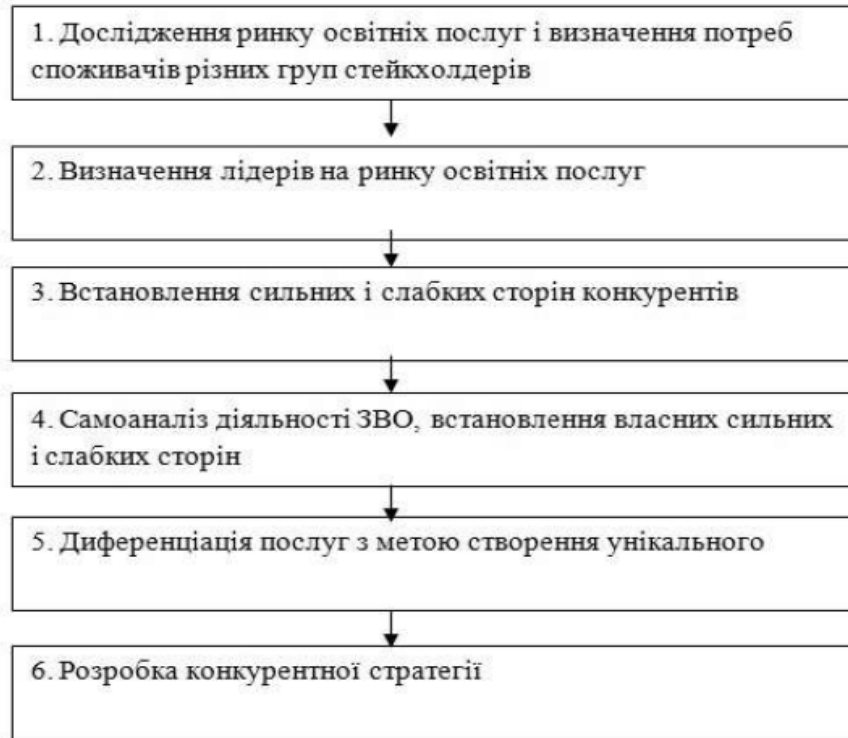 1. Дослідження ринку освітніх послуг і визначення потреб
споживачів різних груп стейкхолдерів
2. Визначення лідерів на ринку освітніх послуг
3. Встановлення сильних і слабких сторін конкурентів
4. Самоаналіз діяльності ЗВО, встановлення власних сильних
і слабких сторін
5. Диференціація послуг з метою створення унікального
6. Розробка конкурентної стратегії